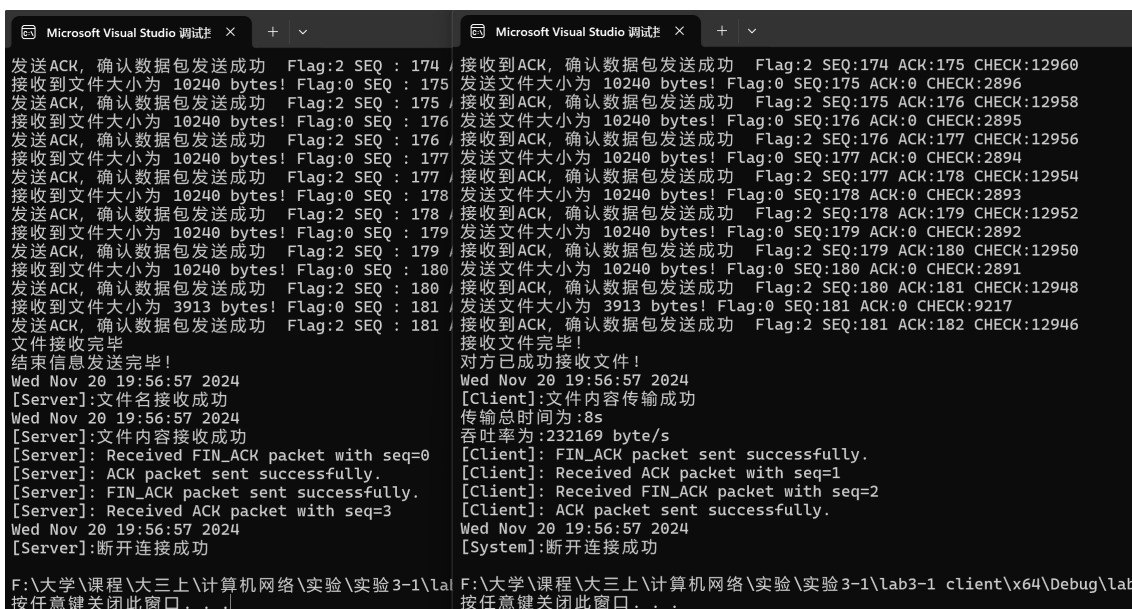 Microsoft Visual Studio 调试控
发送ACK, 确认数据包发送成功  Flag:2 SEQ : 174
接收到文件大小为 10240 bytes! Flag:0 SEQ : 175
发送ACK, 确认数据包发送成功  Flag:2 SEQ : 175
接收到文件大小为 10240 bytes! Flag:0 SEQ : 176
发送ACK, 确认数据包发送成功  Flag:2 SEQ : 176
接收到文件大小为 10240 bytes! Flag:0 SEQ : 177
发送ACK, 确认数据包发送成功  Flag:2 SEQ : 177
接收到文件大小为 10240 bytes! Flag:0 SEQ : 178
发送ACK, 确认数据包发送成功  Flag:2 SEQ : 178
接收到文件大小为 10240 bytes! Flag:0 SEQ : 179
发送ACK, 确认数据包发送成功  Flag:2 SEQ : 179
接收到文件大小为 10240 bytes! Flag:0 SEQ : 180
发送ACK, 确认数据包发送成功  Flag:2 SEQ : 180
接收到文件大小为 3913 bytes! Flag:0 SEQ : 181
发送ACK, 确认数据包发送成功  Flag:2 SEQ : 181
文件接收完毕
结束信息发送完毕!
Wed Nov 20 19:56:57 2024
[Server]:文件名接收成功
Wed Nov 20 19:56:57 2024
[Server]:文件内容接收成功
[Server]: Received FIN_ACK packet with seq=0
[Server]: ACK packet sent successfully.
[Server]: FIN_ACK packet sent successfully.
[Server]: Received ACK packet with seq=3
Wed Nov 20 19:56:57 2024
[Server]:断开连接成功
F:\大学\课程\大三上\计算机网络\实验\实验3-1\lab
按任意键关闭此窗口. . .
Microsoft Visual Studio 调试控
接收到ACK, 确认数据包发送成功  Flag:2 SEQ:174 ACK:175 CHECK:12960
发送文件大小为 10240 bytes! Flag:0 SEQ:175 ACK:0 CHECK:2896
接收到ACK, 确认数据包发送成功  Flag:2 SEQ:175 ACK:176 CHECK:12958
发送文件大小为 10240 bytes! Flag:0 SEQ:176 ACK:0 CHECK:2895
接收到ACK, 确认数据包发送成功  Flag:2 SEQ:176 ACK:177 CHECK:12956
发送文件大小为 10240 bytes! Flag:0 SEQ:177 ACK:0 CHECK:2894
接收到ACK, 确认数据包发送成功  Flag:2 SEQ:177 ACK:178 CHECK:12954
发送文件大小为 10240 bytes! Flag:0 SEQ:178 ACK:0 CHECK:2893
接收到ACK, 确认数据包发送成功  Flag:2 SEQ:178 ACK:179 CHECK:12952
发送文件大小为 10240 bytes! Flag:0 SEQ:179 ACK:0 CHECK:2892
接收到ACK, 确认数据包发送成功  Flag:2 SEQ:179 ACK:180 CHECK:12950
发送文件大小为 10240 bytes! Flag:0 SEQ:180 ACK:0 CHECK:2891
接收到ACK, 确认数据包发送成功  Flag:2 SEQ:180 ACK:181 CHECK:12948
发送文件大小为 3913 bytes! Flag:0 SEQ:181 ACK:0 CHECK:9217
接收到ACK, 确认数据包发送成功  Flag:2 SEQ:181 ACK:182 CHECK:12946
接收文件完毕!
对方已成功接收文件!
Wed Nov 20 19:56:57 2024
[Client]:文件内容传输成功
传输总时间为:8s
吞吐率为:232169 byte/s
[Client]: FIN_ACK packet sent successfully.
[Client]: Received ACK packet with seq=1
[Client]: Received FIN_ACK packet with seq=2
[Client]: ACK packet sent successfully.
Wed Nov 20 19:56:57 2024
[System]:断开连接成功
F:\大学\课程\大三上\计算机网络\实验\实验3-1\lab3-1 client\x64\Debug\lab
按任意键关闭此窗口. . .